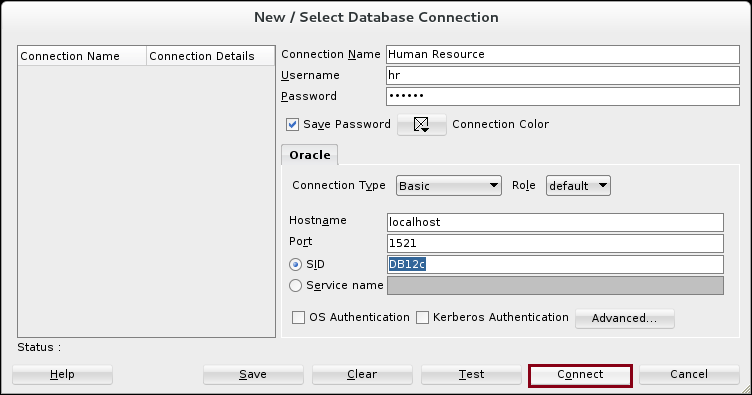 New / Select Database Connection
Connection Name Connection Details
Connection Name Human Resource
Username hr
Password ••••••
Save Password Connection Color
Oracle
Connection Type Basic Role default
Hostname localhost
Port 1521
SID DB12c
Service name
OS Authentication Kerberos Authentication Advanced...
Status :
Help Save Clear Test Connect Cancel